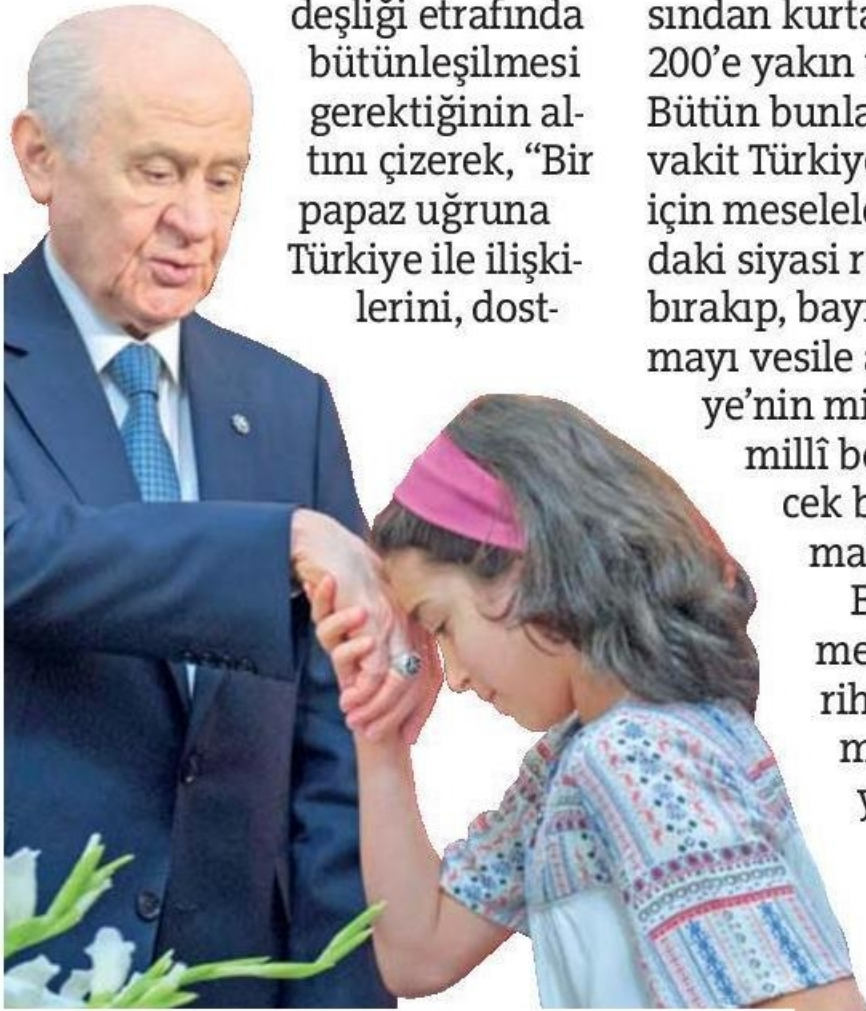 deşliği etrafında
bütünleşilmesi
gerektiğinin al-
tını çizerek, “Bir
papaz uğruna
Türkiye ile ilişki-
lerini, dost-
sından kurta
200’e yakın
Bütün bunla
vakit Türkiye
için mesele
daki siyasi
bırakıp, bay
mayı vesile
ye’nin mi
millî b
cek b
ma
E
me
rih
m
y